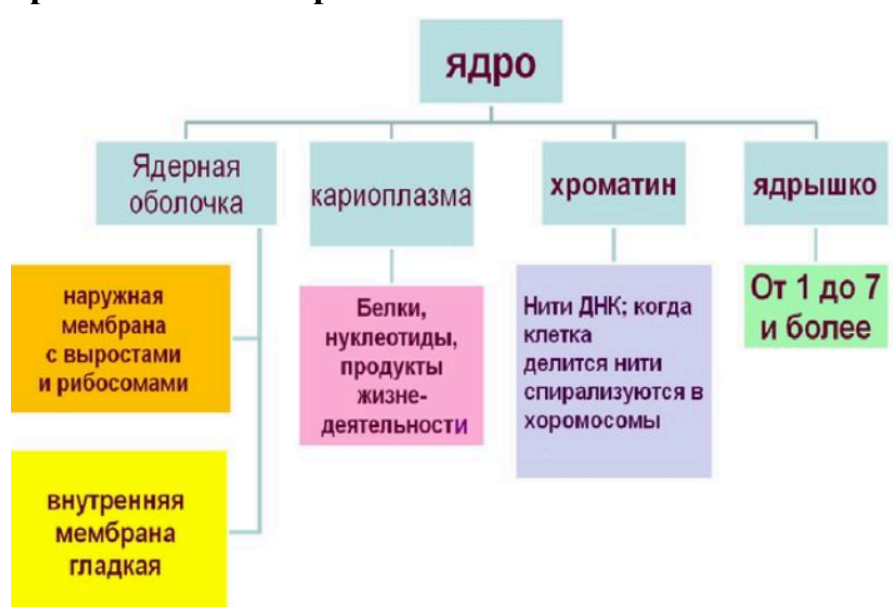 ядро
Ядерная
оболочка
кариоплазма
хроматин
ядрышко
наружная
мембрана
с выростами
и рибосомами
внутренняя
мембрана
гладкая
Белки,
нуклеотиды,
продукты
жизне-
деятельности
Нити ДНК; когда
клетка
делится нити
спирализуются в
хоромосомы
От 1 до 7
и более